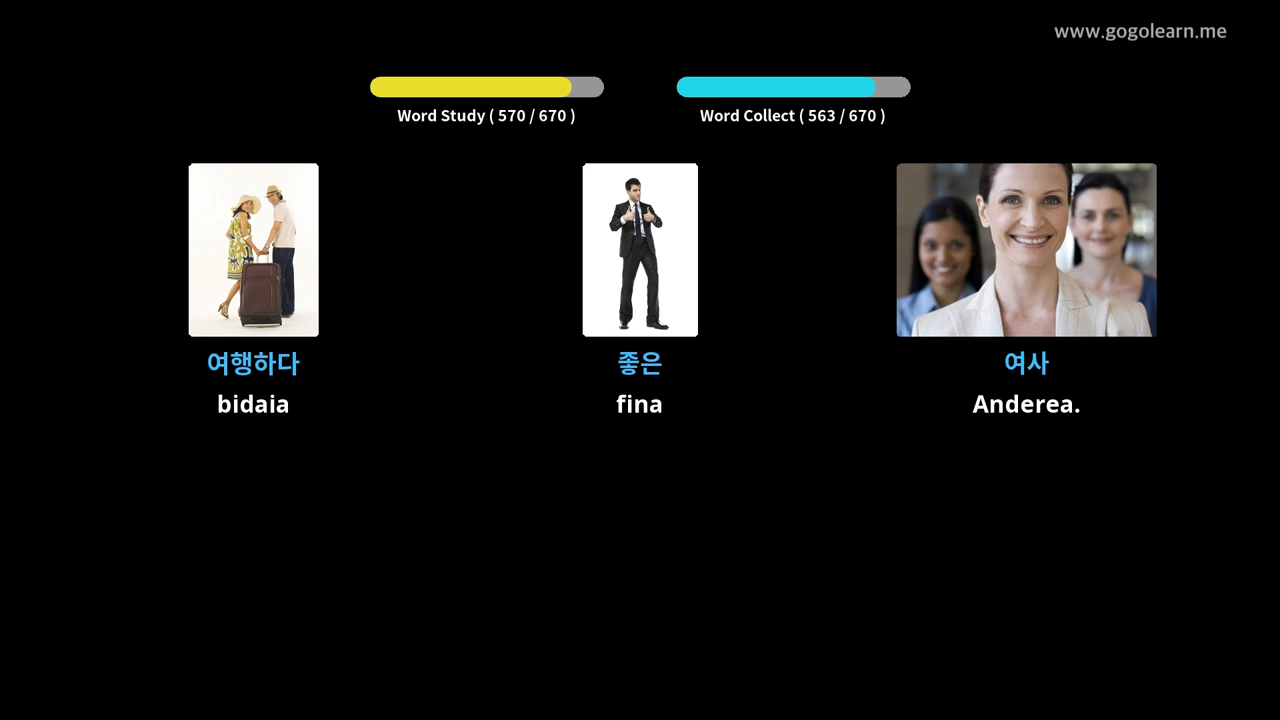 www.gogolearn.me
Word Study ( 570 / 670 )
Word Collect ( 563 / 670 )
여행하다
bidaia
좋은
fina
여사
Anderea.